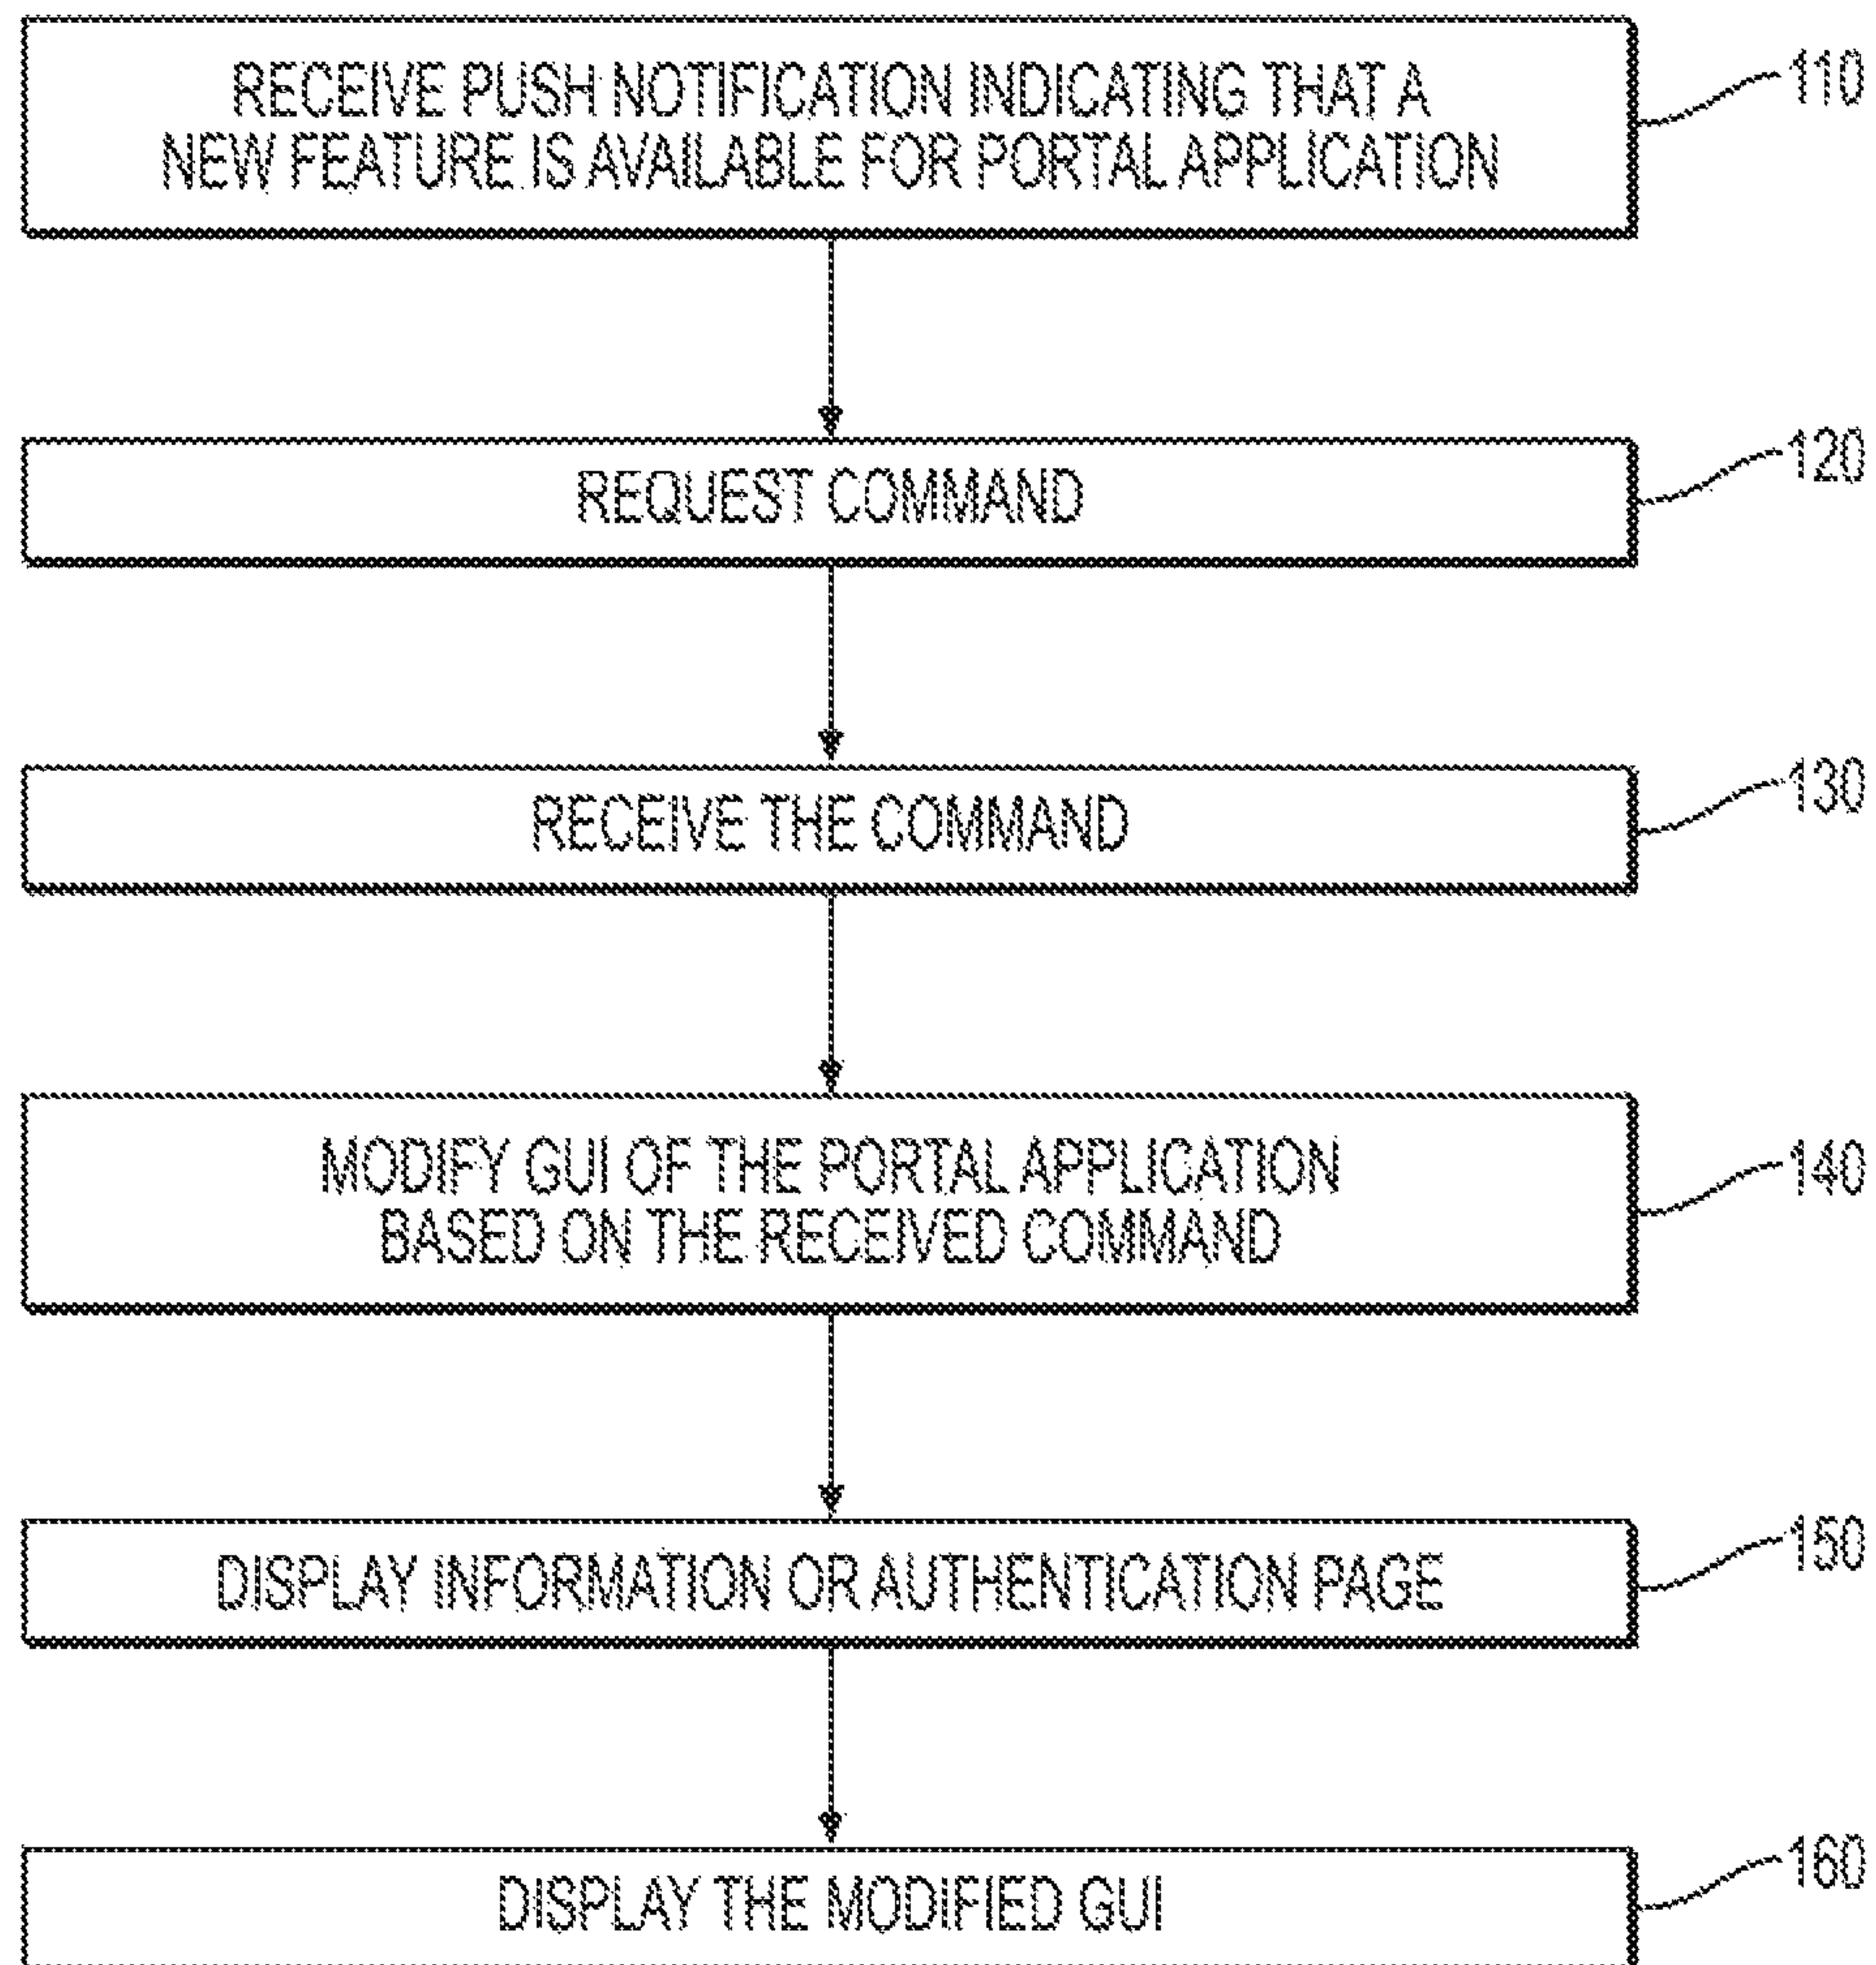 RECEIVE PUSH NOTIFICATION INDICATING THAT A
NEW FEATURE IS AVAILABLE FOR PORTAL APPLICATION
110
REQUEST COMMAND
120
RECEIVE THE COMMAND
130
MODIFY GUI OF THE PORTAL APPLICATION
BASED ON THE RECEIVED COMMAND
140
DISPLAY INFORMATION OR AUTHENTICATION PAGE
150
DISPLAY THE MODIFIED GUI
160